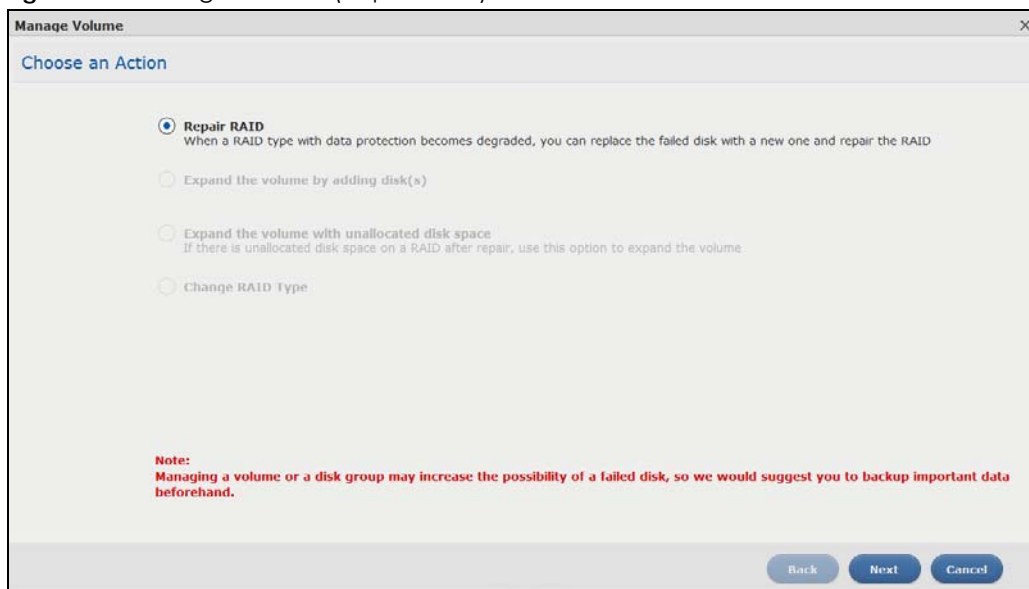 Manage Volume X
Choose an Action
Repair RAID
When a RAID type with data protection becomes degraded, you can replace the failed disk with a new one and repair the RAID
Expand the volume by adding disk(s)
Expand the volume with unallocated disk space
If there is unallocated disk space on a RAID after repair, use this option to expand the volume
Change RAID Type
Note:
Managing a volume or a disk group may increase the possibility of a failed disk, so we would suggest you to backup important data
beforehand.
Back Next Cancel